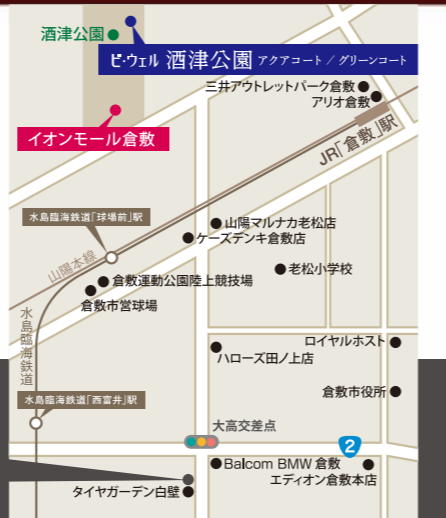 酒津公園
ビ・ウェル 酒津公園 アクアコート / グリーンコート
三井アウトレットパーク倉敷
アリオ倉敷
イオンモール倉敷
JR「倉敷」駅
水島臨海鉄道「球場前」駅
山陽マルナカ老松店
ケーズデンキ倉敷店
山陽本線
老松小学校
倉敷運動公園陸上競技場
倉敷市営球場
水島臨海鉄道
ロイヤルホスト
ハローズ田ノ上店
倉敷市役所
水島臨海鉄道「西富井」駅
大高交差点
2
Balcom BMW 倉敷
エディオン倉敷本店
タイヤガーデン白壁